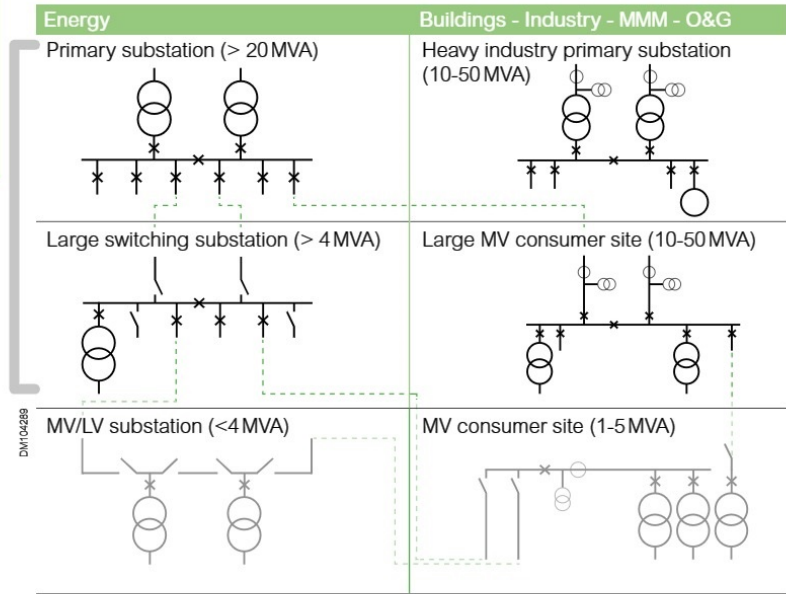 Energy
Buildings - Industry - MMM - O&G
Primary substation (> 20 MVA)
Heavy industry primary substation
(10-50 MVA)
Large switching substation (> 4 MVA)
Large MV consumer site (10-50 MVA)
DM104289
MV/LV substation (<4 MVA)
MV consumer site (1-5 MVA)